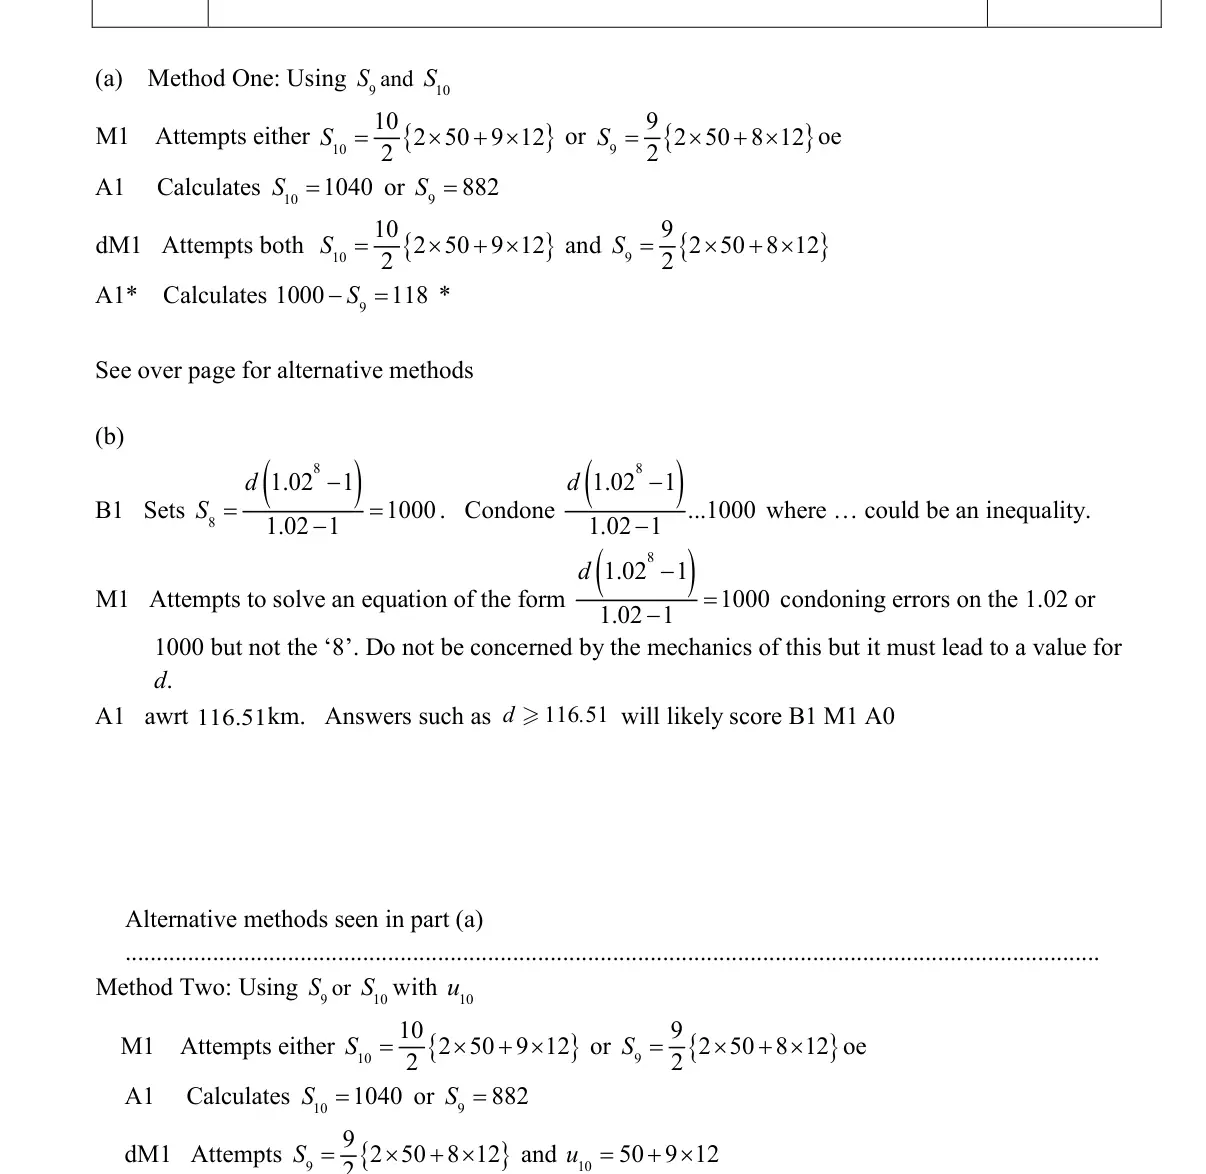 (a) Method One: Using S₉ and S₁₀
M1 Attempts either S₁₀ = 10/2 {2×50+9×12} or S₉ = 9/2 {2×50+8×12} oe
A1 Calculates S₁₀ = 1040 or S₉ = 882
dM1 Attempts both S₁₀ = 10/2 {2×50+9×12} and S₉ = 9/2 {2×50+8×12}
A1* Calculates 1000 − S₉ = 118 *
See over page for alternative methods
(b)
B1 Sets S₈ = d(1.02⁸ −1)/(1.02 −1) = 1000. Condone d(1.02⁸ −1)/(1.02 −1) ...1000 where … could be an inequality.
M1 Attempts to solve an equation of the form d(1.02⁸ −1)/(1.02 −1) = 1000 condoning errors on the 1.02 or
1000 but not the ‘8’. Do not be concerned by the mechanics of this but it must lead to a value for
d.
A1 awrt 116.51km. Answers such as d ⩾ 116.51 will likely score B1 M1 A0
Alternative methods seen in part (a)
....................................................................................................................................................
Method Two: Using S₉ or S₁₀ with u₁₀
M1 Attempts either S₁₀ = 10/2 {2×50+9×12} or S₉ = 9/2 {2×50+8×12} oe
A1 Calculates S₁₀ = 1040 or S₉ = 882
dM1 Attempts S₉ = 9/2 {2×50+8×12} and u₁₀ = 50+9×12